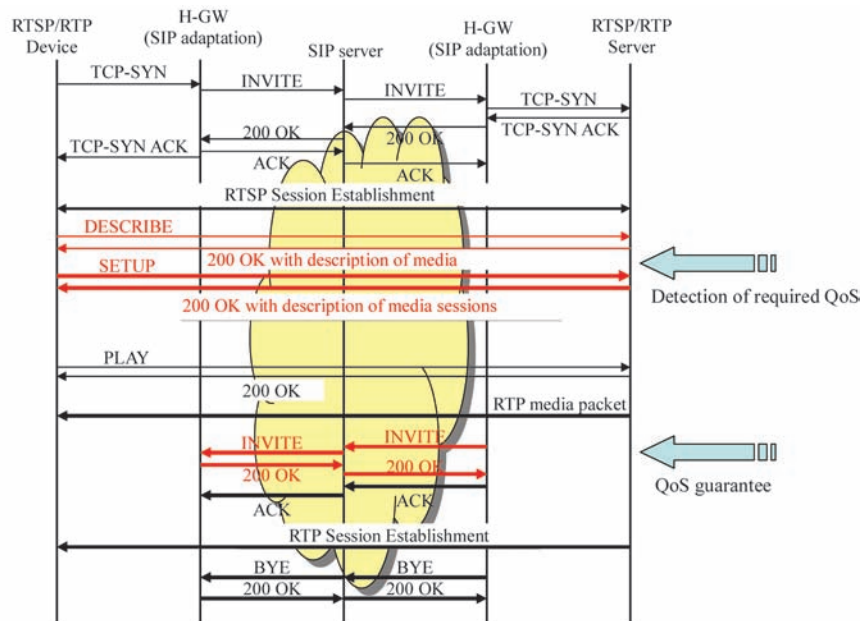 RTSP/RTP
Device
H-GW
(SIP adaptation)
SIP server
H-GW
(SIP adaptation)
RTSP/RTP
Server
TCP-SYN
INVITE
INVITE
TCP-SYN
200 OK
200 OK
TCP-SYN ACK
TCP-SYN ACK
ACK
ACK
RTSP Session Establishment
DESCRIBE
200 OK with description of media
SETUP
200 OK with description of media sessions
Detection of required QoS
PLAY
200 OK
RTP media packet
INVITE
INVITE
200 OK
200 OK
QoS guarantee
ACK
ACK
RTP Session Establishment
BYE
BYE
200 OK
200 OK